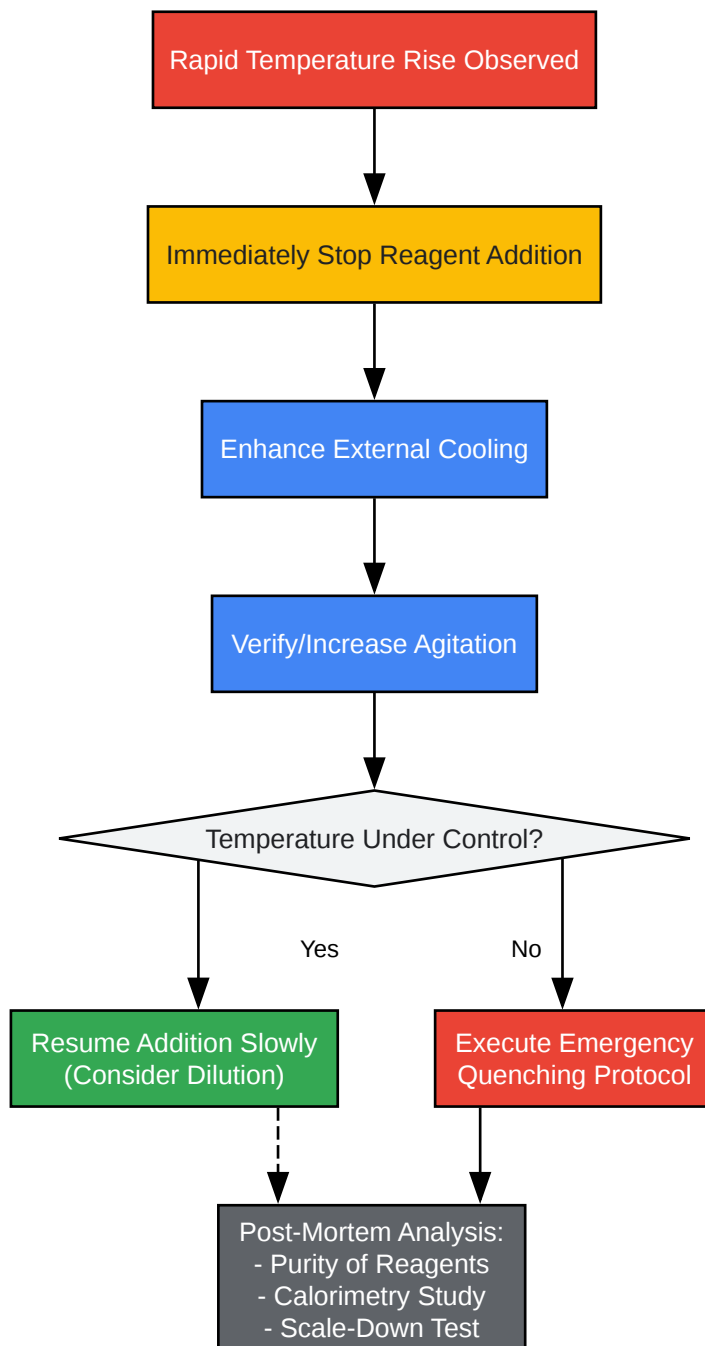 Rapid Temperature Rise Observed
Immediately Stop Reagent Addition
Enhance External Cooling
Verify/Increase Agitation
Temperature Under Control?
Yes
No
Resume Addition Slowly
(Consider Dilution)
Execute Emergency
Quenching Protocol
Post-Mortem Analysis:
- Purity of Reagents
- Calorimetry Study
- Scale-Down Test